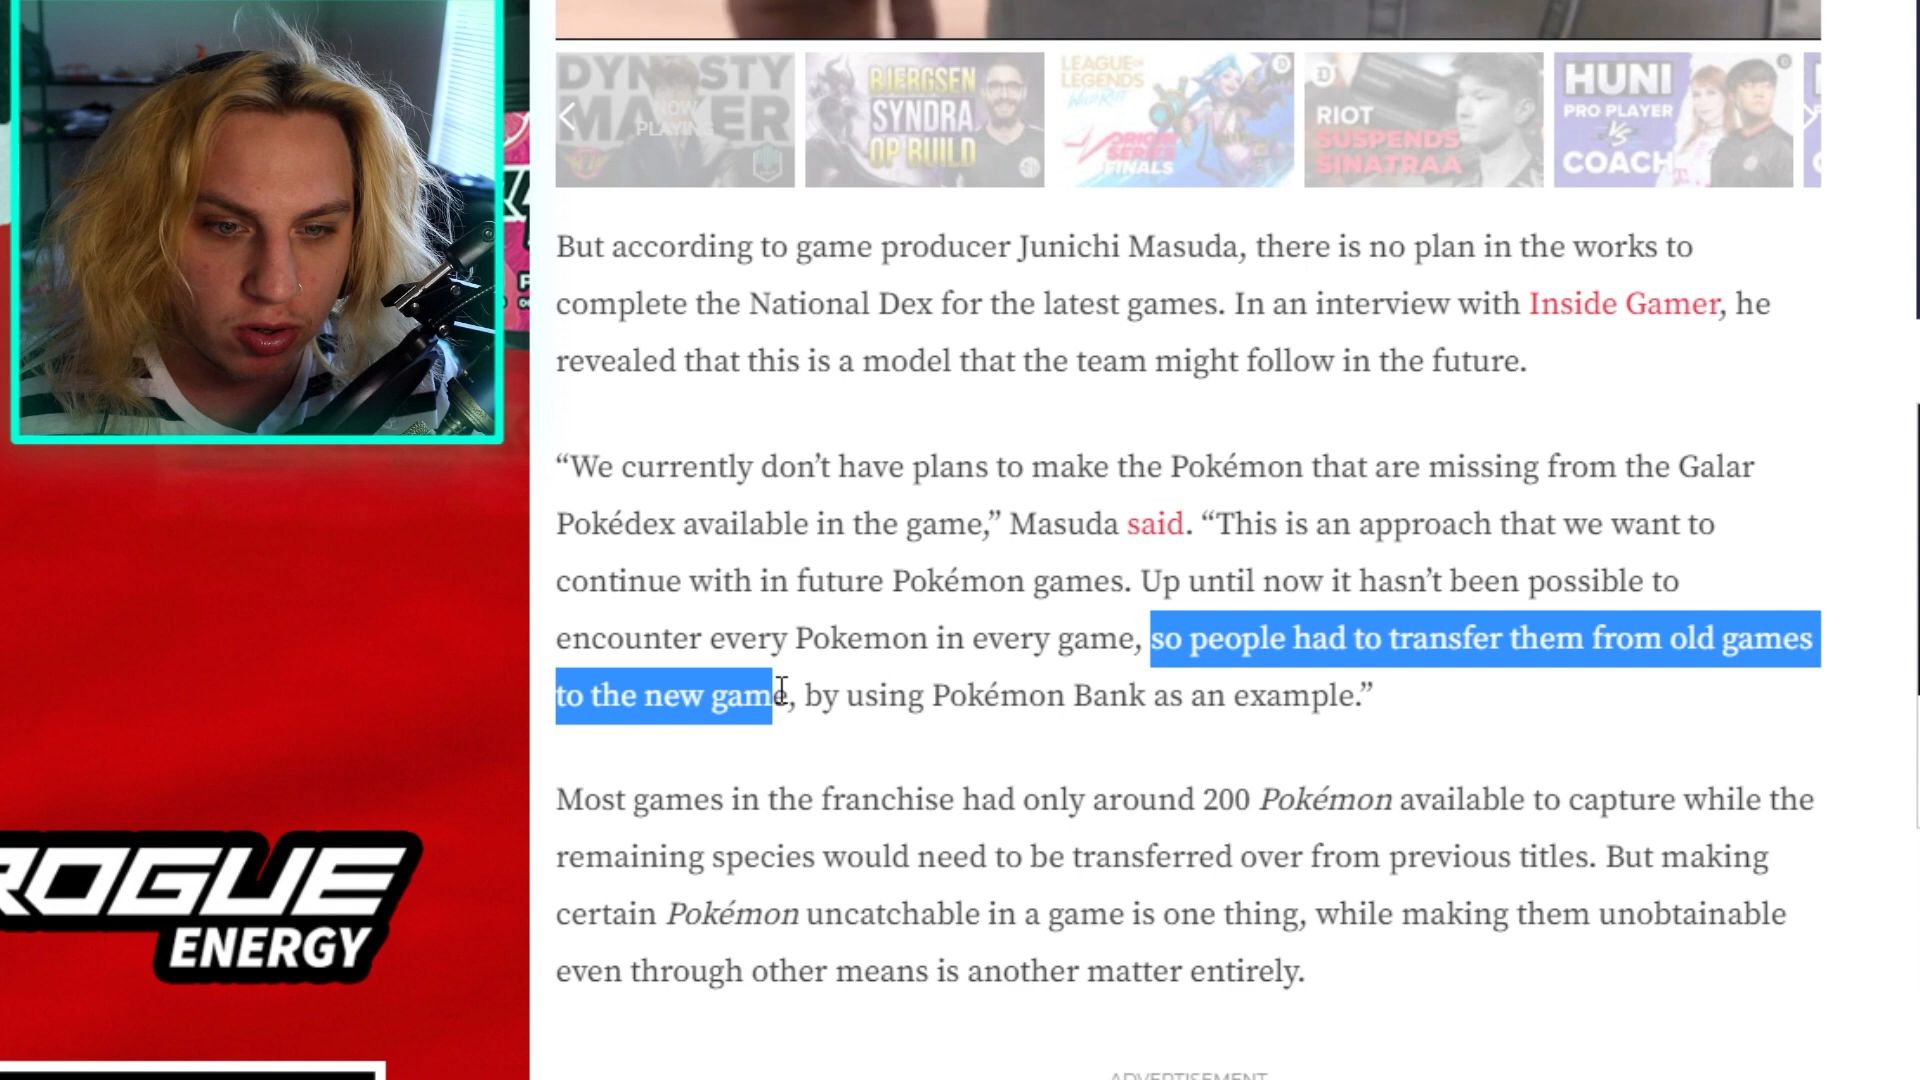 DYNASTY
MAKER
NOW
PLAYING
BJERGSEN
SYNDRA
OP BUILD
LEAGUE OF
LEGENDS
WILD RIFT
ORIGIN
SERIES
FINALS
RIOT
SUSPENDS
SINATRAA
HUNI
PRO PLAYER
VS
COACH
But according to game producer Junichi Masuda, there is no plan in the works to
complete the National Dex for the latest games. In an interview with Inside Gamer, he
revealed that this is a model that the team might follow in the future.
“We currently don’t have plans to make the Pokémon that are missing from the Galar
Pokédex available in the game,” Masuda said. “This is an approach that we want to
continue with in future Pokémon games. Up until now it hasn’t been possible to
encounter every Pokemon in every game, so people had to transfer them from old games
to the new game, by using Pokémon Bank as an example.”
Most games in the franchise had only around 200 Pokémon available to capture while the
remaining species would need to be transferred over from previous titles. But making
certain Pokémon uncatchable in a game is one thing, while making them unobtainable
even through other means is another matter entirely.
ADVERTISEMENT
ROGUE
ENERGY